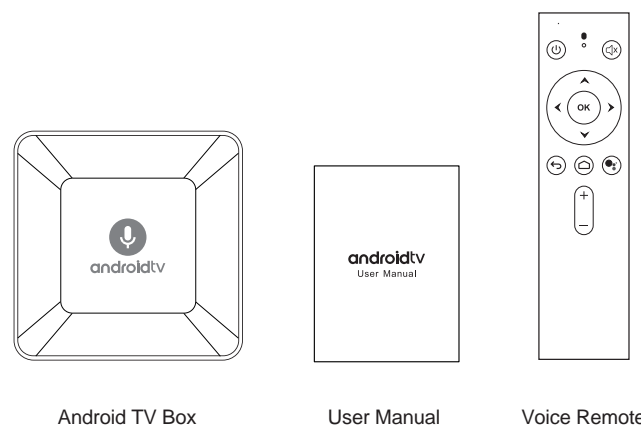 androidtv
androidtv
User Manual
OK
+
–
Android TV Box
User Manual
Voice Remote